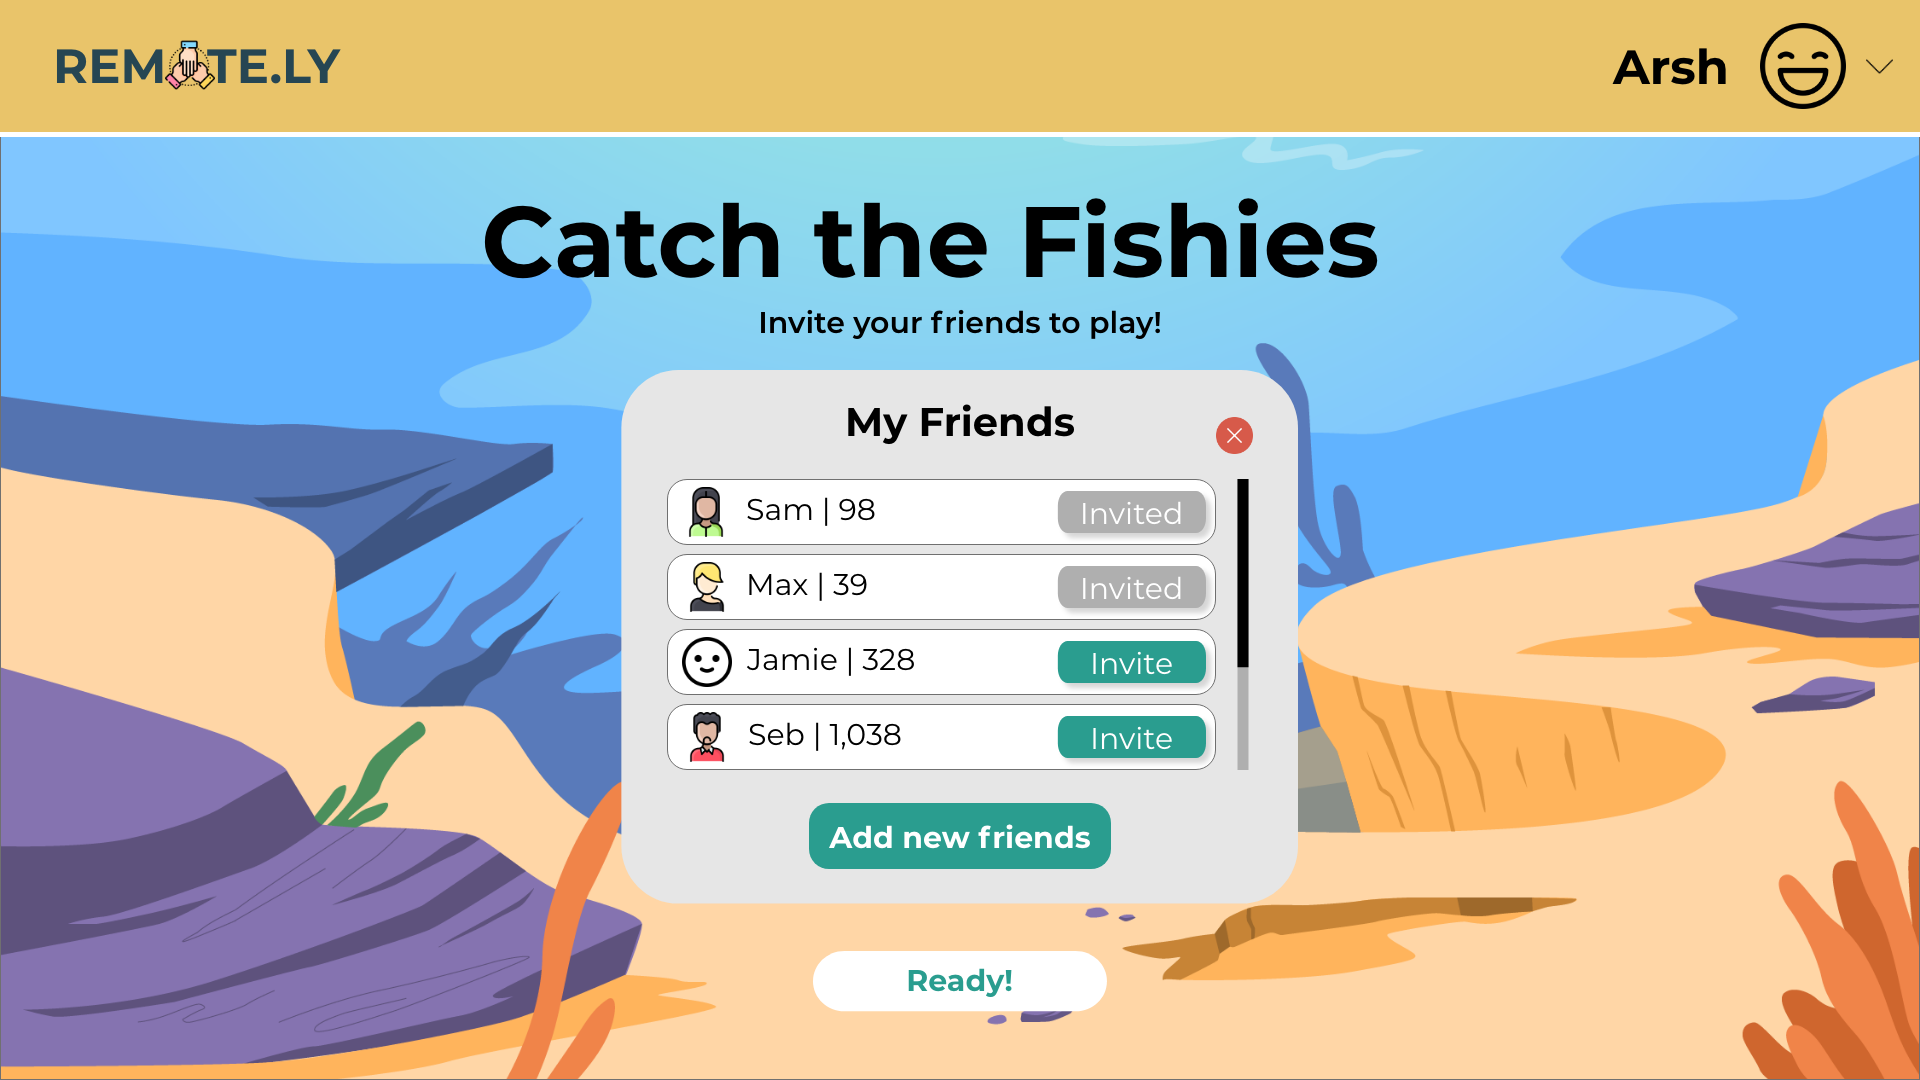 REMOTE.LY
Arsh
Catch the Fishies
Invite your friends to play!
My Friends
Sam | 98
Invited
Max | 39
Invited
Jamie | 328
Invite
Seb | 1,038
Invite
Add new friends
Ready!